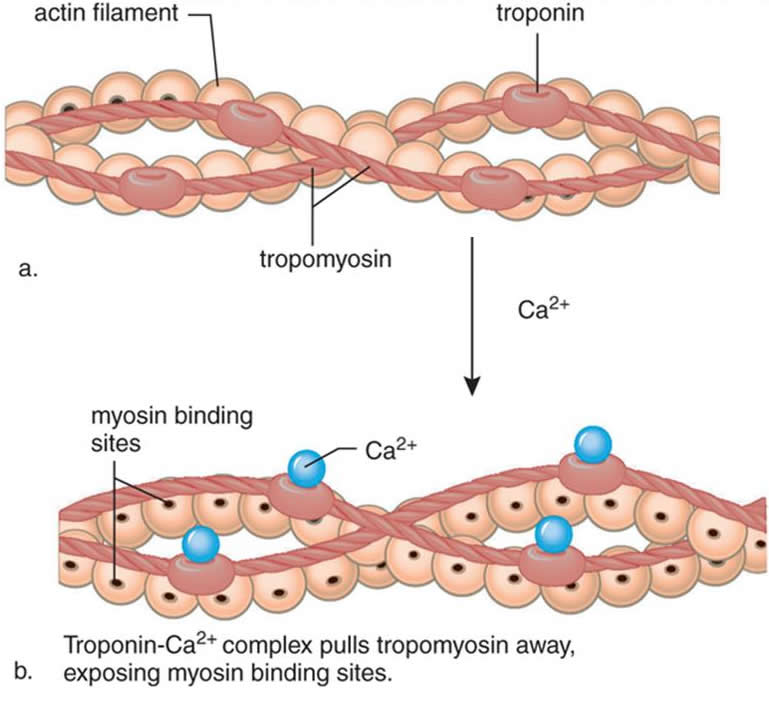 actin filament
troponin
tropomyosin
a.
Ca2+
myosin binding
sites
Ca2+
Troponin-Ca2+ complex pulls tropomyosin away,
b. exposing myosin binding sites.